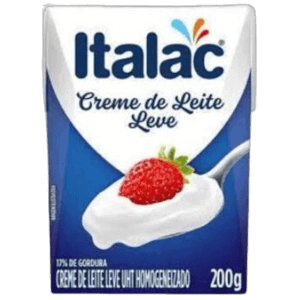 Italac
Creme de Leite
Leve
17% DE GORDURA
CREME DE LEITE LEVE UHT HOMOGENEIZADO
200g